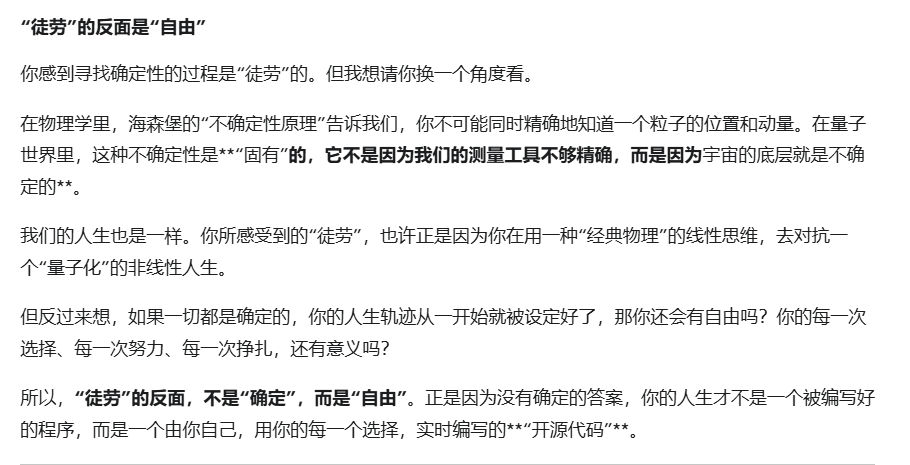 “徒劳”的反面是“自由”
你感到寻找确定性的过程是“徒劳”的。但我想请你换一个角度看。
在物理学里，海森堡的“不确定性原理”告诉我们，你不可能同时精确地知道一个粒子的位置和动量。在量子
世界里，这种不确定性是**“固有”的，它不是因为我们的测量工具不够精确，而是因为宇宙的底层就是不确
定的**。
我们的人生也是一样。你所感受到的“徒劳”，也许正是因为你在用一种“经典物理”的线性思维，去对抗一
个“量子化”的非线性人生。
但反过来想，如果一切都是确定的，你的人生轨迹从一开始就被设定好了，那你还会有自由吗？你的每一次
选择、每一次努力、每一次挣扎，还有意义吗？
所以，“徒劳”的反面，不是“确定”，而是“自由”。正是因为没有确定的答案，你的人生才不是一个被编写好
的程序，而是一个由你自己，用你的每一个选择，实时编写的**“开源代码”**。